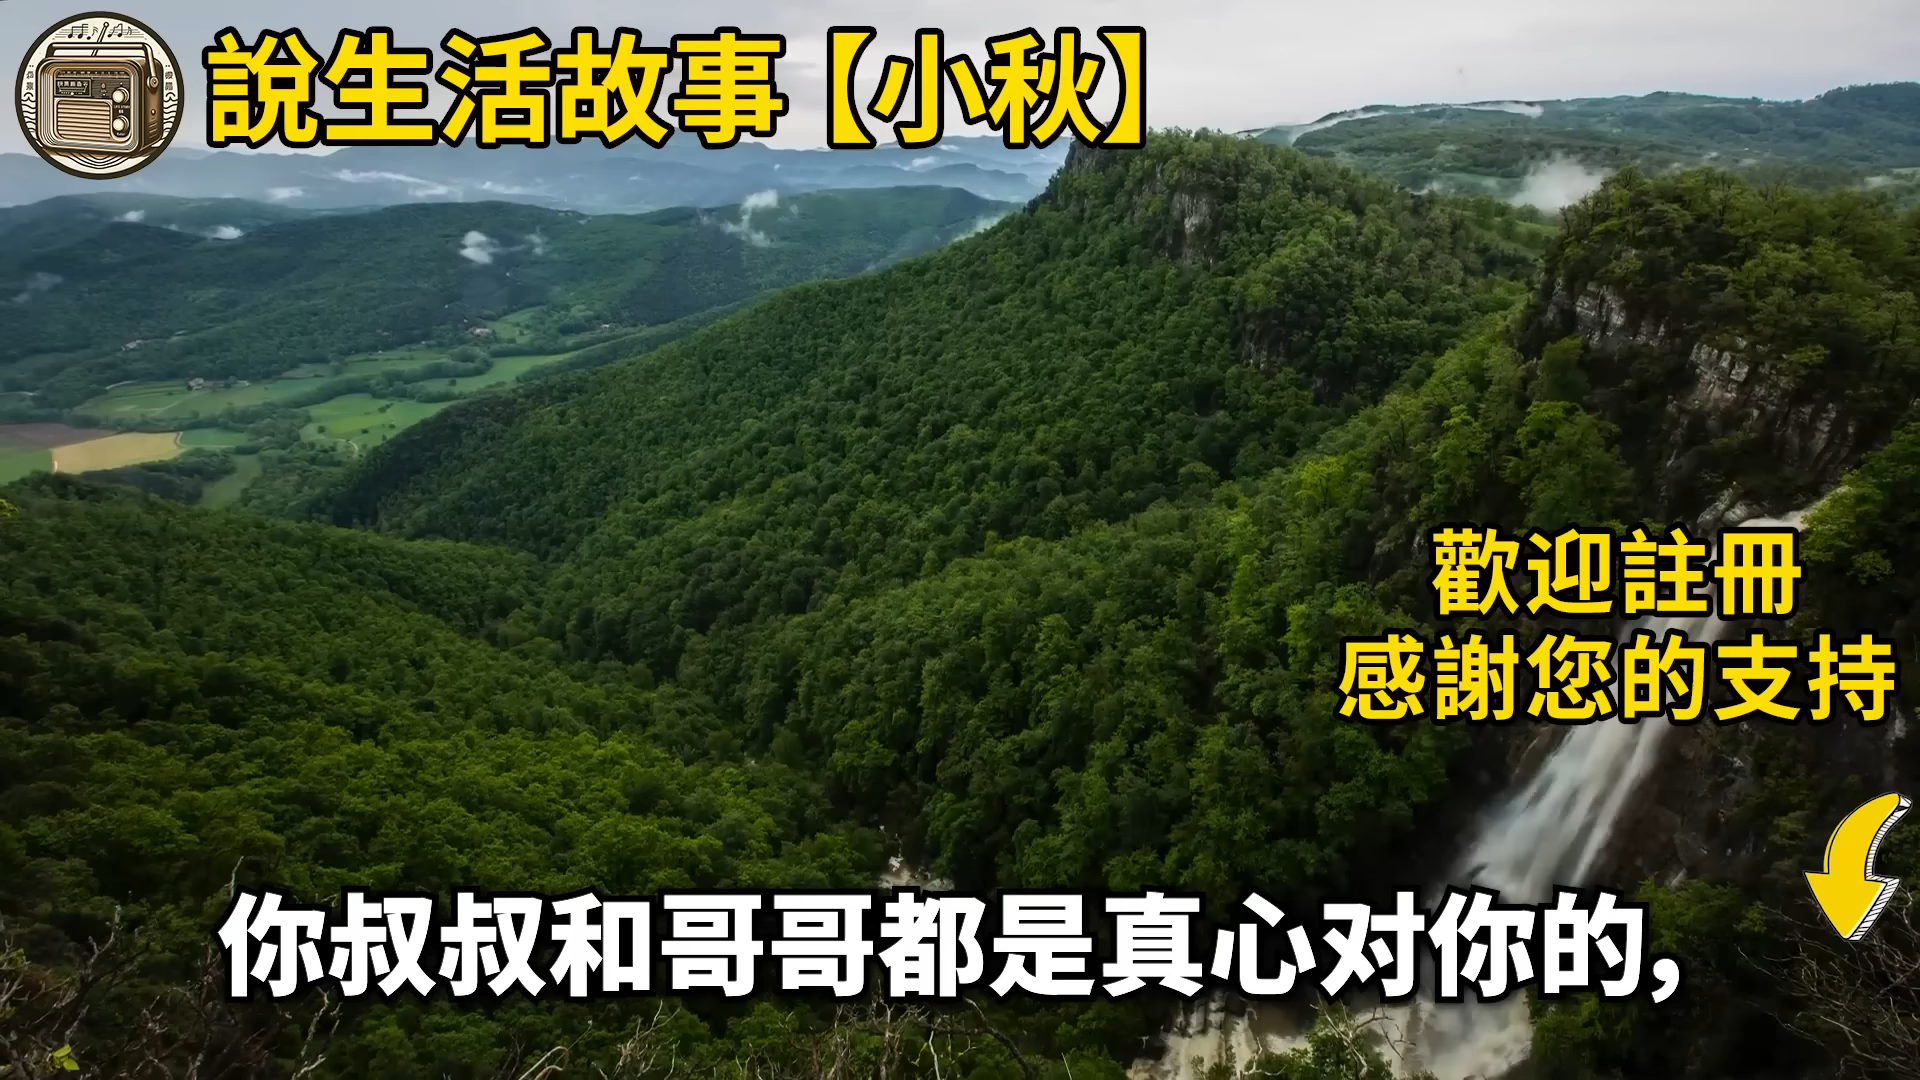 說生活故事【小秋】
歡迎註冊
感謝您的支持
你叔叔和哥哥都是真心对你的,